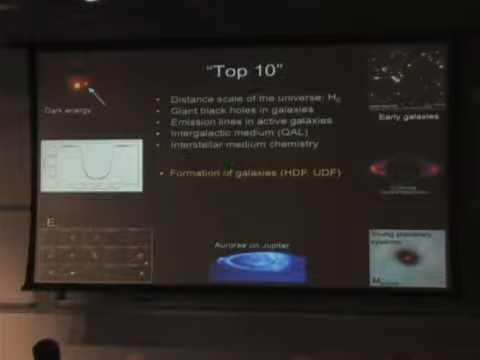 "Top 10"
Dark energy
• Distance scale of the universe: H0
• Giant black holes in galaxies
• Emission lines in active galaxies
• Intergalactic medium (QAL)
• Interstellar medium chemistry
• Formation of galaxies (HDF, UDF)
Early galaxies
E
Aurorae on Jupiter
Young planetary
systems